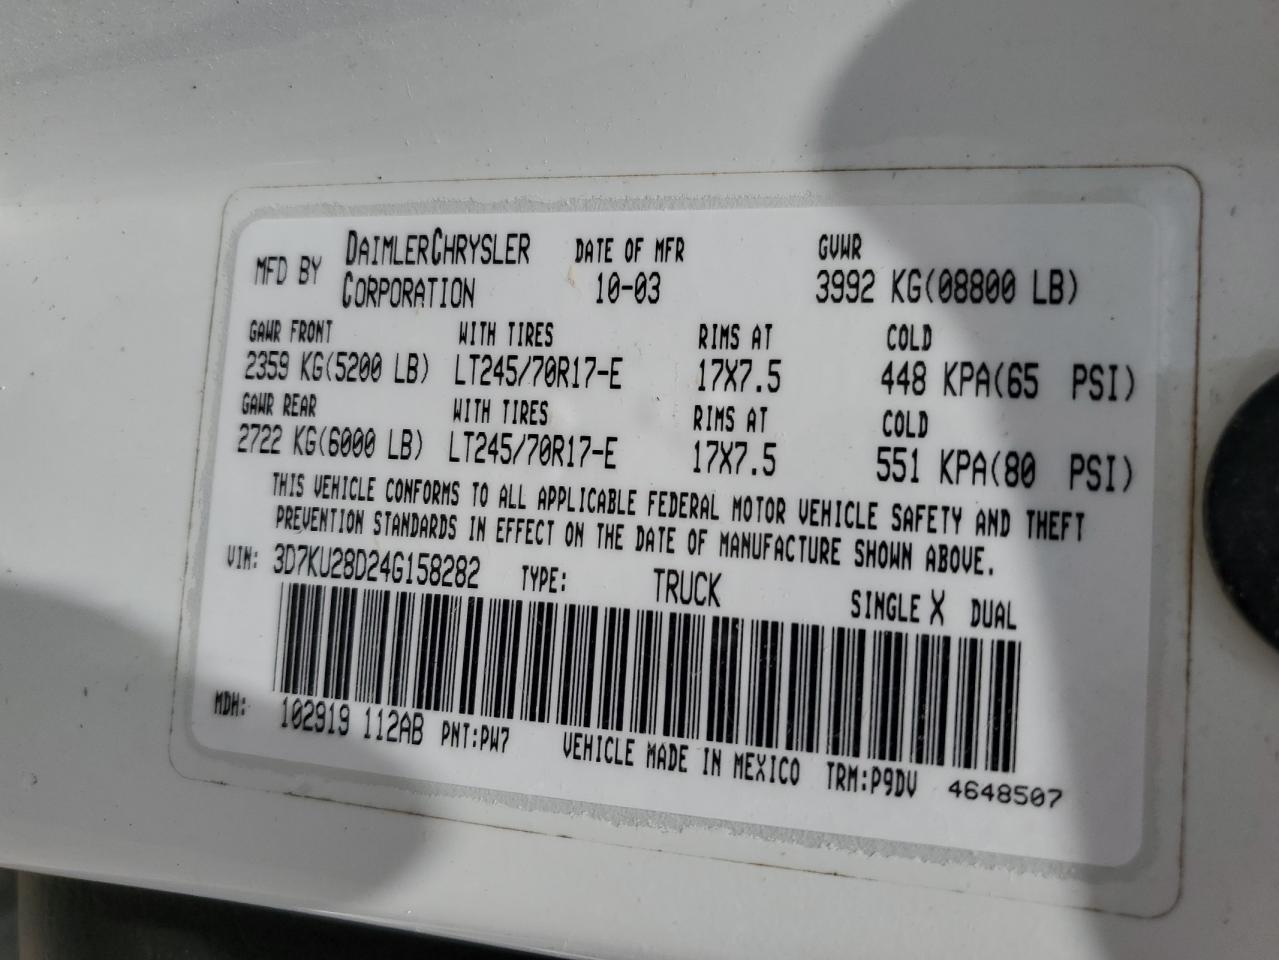 MFD BY DAIMLERCHRYSLER CORPORATION DATE OF MFR 10-03 GVWR 3992 KG(08800 LB)
GAWR FRONT WITH TIRES RIMS AT COLD
2359 KG(5200 LB) LT245/70R17-E 17X7.5 448 KPA(65 PSI)
GAWR REAR WITH TIRES RIMS AT COLD
2722 KG(6000 LB) LT245/70R17-E 17X7.5 551 KPA(80 PSI)
THIS VEHICLE CONFORMS TO ALL APPLICABLE FEDERAL MOTOR VEHICLE SAFETY AND THEFT
PREVENTION STANDARDS IN EFFECT ON THE DATE OF MANUFACTURE SHOWN ABOVE.
VIN: 3D7KU28D24G158282 TYPE: TRUCK SINGLE X DUAL
MDH: 102919 112AB PNT:PW7 VEHICLE MADE IN MEXICO TRM:P9DV 4648507